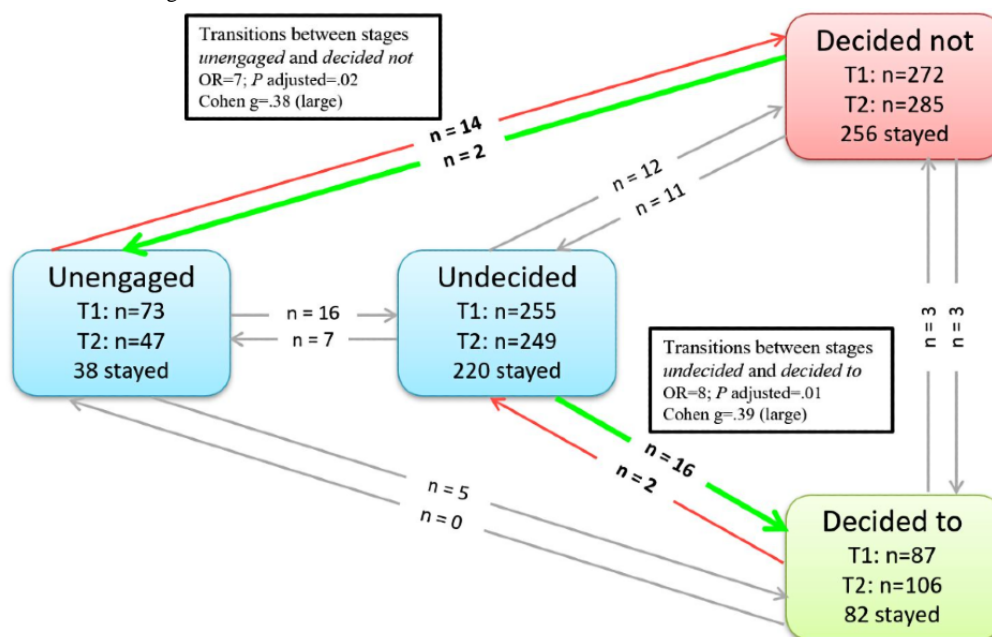 Transitions between stages
unengaged and decided not
OR=7; P adjusted=.02
Cohen g=.38 (large)
Decided not
T1: n=272
T2: n=285
256 stayed
n = 14
n = 2
n = 12
n = 11
Unengaged
T1: n=73
T2: n=47
38 stayed
n = 16
n = 7
Undecided
T1: n=255
T2: n=249
220 stayed
n = 3
n = 3
Transitions between stages
undecided and decided to
OR=8; P adjusted=.01
Cohen g=.39 (large)
n = 16
n = 2
n = 5
n = 0
Decided to
T1: n=87
T2: n=106
82 stayed